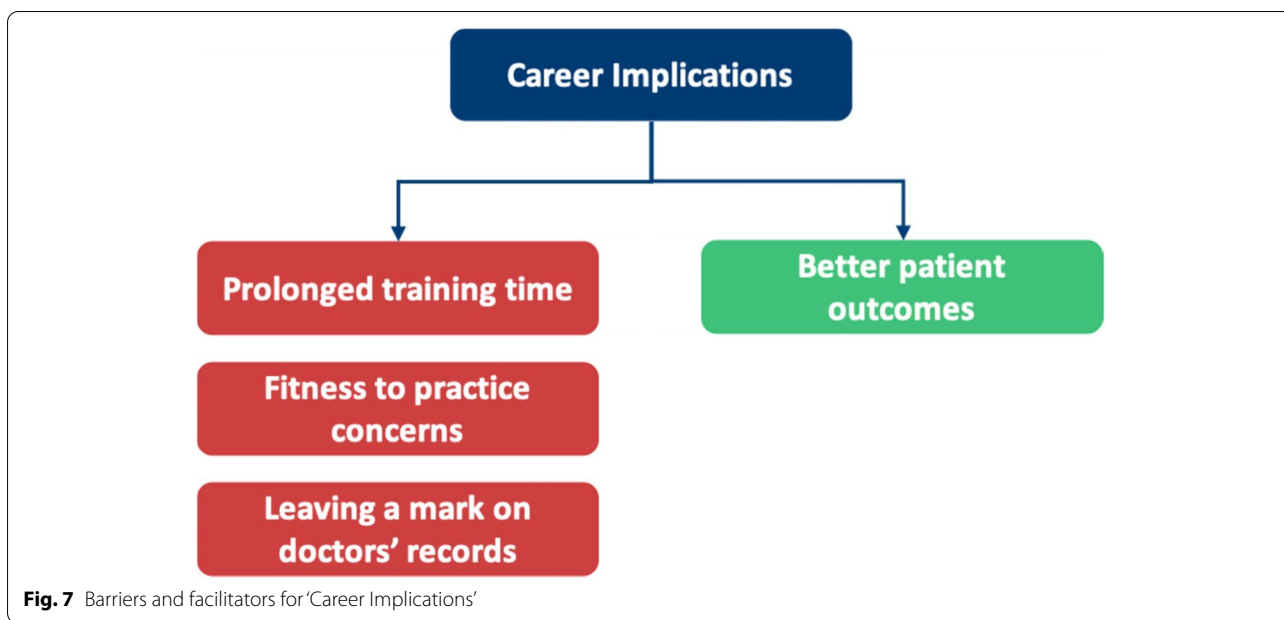 Career Implications
Prolonged training time
Better patient
outcomes
Fitness to practice
concerns
Leaving a mark on
doctors’ records
Fig. 7 Barriers and facilitators for ‘Career Implications’